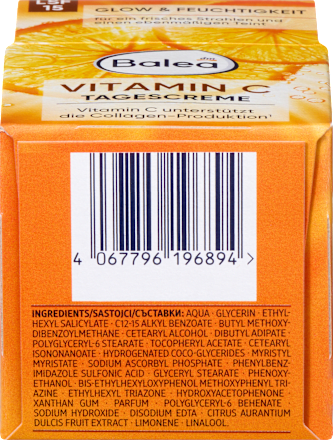 LSF
15
GLOW & FEUCHTIGKEIT
für ein frisches Strahlen und
einen ebenmäßigen Teint
Balea
dm
VITAMIN C
TAGESCREME
Vitamin C unterstützt
die Collagen-Produktion¹
4 067796 196894 >
INGREDIENTS/SASTOJCI/СЪСТАВКИ: AQUA · GLYCERIN · ETHYL-
HEXYL SALICYLATE · C12-15 ALKYL BENZOATE · BUTYL METHOXY-
DIBENZOYLMETHANE · CETEARYL ALCOHOL · DIBUTYL ADIPATE ·
POLYGLYCERYL-6 STEARATE · TOCOPHERYL ACETATE · CETEARYL
ISONONANOATE · HYDROGENATED COCO-GLYCERIDES · MYRISTYL
MYRISTATE · SODIUM ASCORBYL PHOSPHATE · PHENYLBENZ-
IMIDAZOLE SULFONIC ACID · GLYCERYL STEARATE · PHENOXY-
ETHANOL · BIS-ETHYLHEXYLOXYPHENOL METHOXYPHENYL TRI-
AZINE · ETHYLHEXYL TRIAZONE · HYDROXYACETOPHENONE
· XANTHAN GUM · PARFUM · POLYGLYCERYL-6 BEHENATE
· SODIUM HYDROXIDE · DISODIUM EDTA · CITRUS AURANTIUM
DULCIS FRUIT EXTRACT · LIMONENE · LINALOOL.